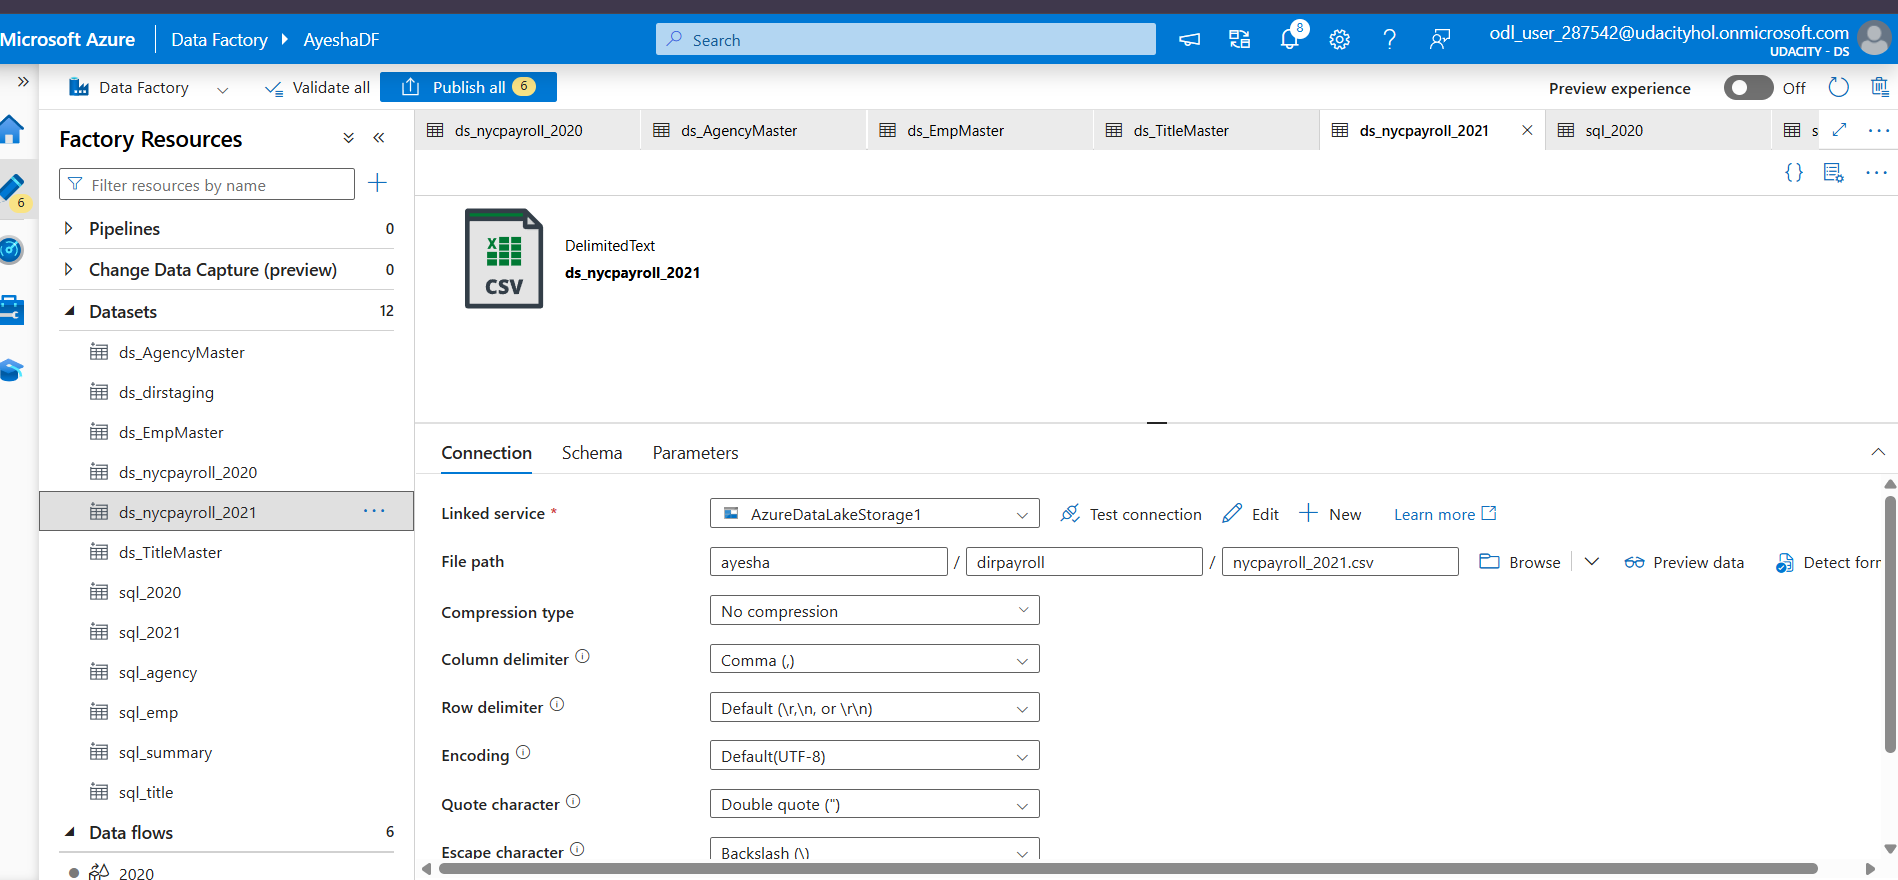 Microsoft Azure
Data Factory
AyeshaDF
Search
8
odl_user_287542@udacityhol.onmicrosoft.com
UDACITY - DS
Data Factory
Validate all
Publish all 6
Preview experience
Off
Factory Resources
Filter resources by name
6
Pipelines 0
Change Data Capture (preview) 0
Datasets 12
ds_AgencyMaster
ds_dirstaging
ds_EmpMaster
ds_nycpayroll_2020
ds_nycpayroll_2021
ds_TitleMaster
sql_2020
sql_2021
sql_agency
sql_emp
sql_summary
sql_title
Data flows 6
2020
ds_nycpayroll_2020
ds_AgencyMaster
ds_EmpMaster
ds_TitleMaster
ds_nycpayroll_2021
sql_2020
s
{}
X
CSV
DelimitedText
ds_nycpayroll_2021
Connection
Schema
Parameters
Linked service *
AzureDataLakeStorage1
Test connection
Edit
New
Learn more
File path
ayesha / dirpayroll / nycpayroll_2021.csv
Browse
Preview data
Detect forr
Compression type
No compression
Column delimiter
Comma (,)
Row delimiter
Default (\r,\n, or \r\n)
Encoding
Default(UTF-8)
Quote character
Double quote (")
Escape character
Backslash (\)